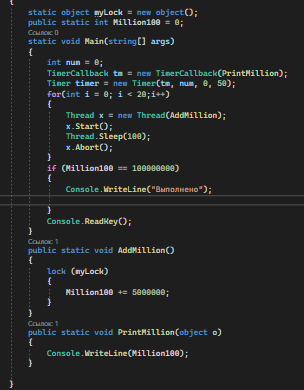 {
static object myLock = new object();
public static int Million100 = 0;
Ссылок: 0
static void Main(string[] args)
{
int num = 0;
TimerCallback tm = new TimerCallback(PrintMillion);
Timer timer = new Timer(tm, num, 0, 50);
for(int i = 0; i < 20;i++)
{
Thread x = new Thread(AddMillion);
x.Start();
Thread.Sleep(100);
x.Abort();
}
if (Million100 == 100000000)
{
Console.WriteLine("Выполнено");
}
Console.ReadKey();
}
Ссылок: 1
public static void AddMillion()
{
lock (myLock)
{
Million100 += 5000000;
}
}
Ссылок: 1
public static void PrintMillion(object o)
{
Console.WriteLine(Million100);
}
}